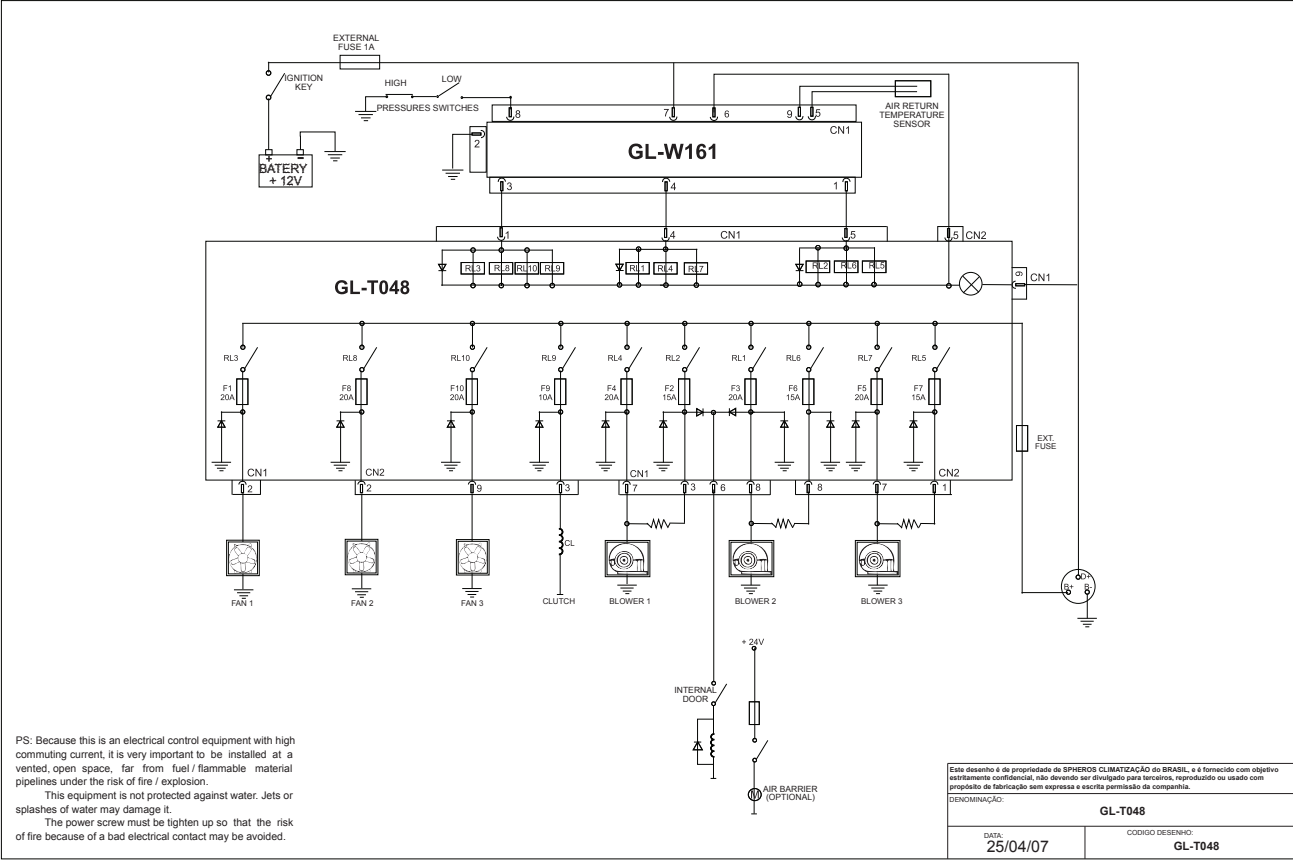 EXTERNAL
FUSE 1A
IGNITION
KEY
HIGH
LOW
PRESSURES SWITCHES
BATERY
+ 12V
+
-
8
7
6
9
5
CN1
2
GL-W161
3
4
1
AIR RETURN
TEMPERATURE
SENSOR
1
4
CN1
5
5
CN2
GL-T048
RL3
RL8
RL10
RL9
RL1
RL4
RL7
RL2
RL6
RL5
9
CN1
RL3
RL8
RL10
RL9
RL4
RL2
RL1
RL6
RL7
RL5
F1
20A
F8
20A
F10
20A
F9
10A
F4
20A
F2
15A
F3
20A
F6
15A
F5
20A
F7
15A
EXT.
FUSE
CN1
CN2
CN1
CN2
2
2
9
3
7
3
6
8
8
7
1
CL
FAN 1
FAN 2
FAN 3
CLUTCH
BLOWER 1
BLOWER 2
BLOWER 3
D+
B+
B-
+ 24V
INTERNAL
DOOR
M
AIR BARRIER
(OPTIONAL)
PS: Because this is an electrical control equipment with high
commuting current, it is very important to be installed at a
vented, open space, far from fuel / flammable material
pipelines under the risk of fire / explosion.
This equipment is not protected against water. Jets or
splashes of water may damage it.
The power screw must be tighten up so that the risk
of fire because of a bad electrical contact may be avoided.
Este desenho é de propriedade de SPHEROS CLIMATIZAÇÃO do BRASIL, e é fornecido com objetivo
estritamente confidencial, não devendo ser divulgado para terceiros, reproduzido ou usado com
propósito de fabricação sem expressa e escrita permissão da companhia.
DENOMINAÇÃO:
GL-T048
DATA:
25/04/07
CODIGO DESENHO:
GL-T048